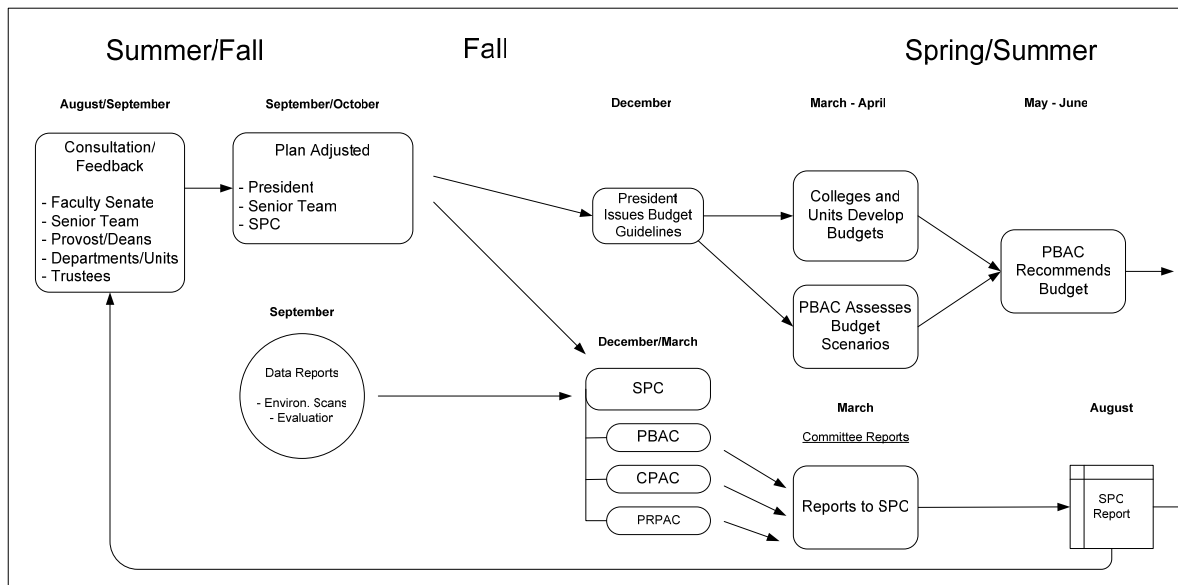 Summer/Fall
Fall
Spring/Summer
August/September
September/October
December
March - April
May - June
Consultation/
Feedback
- Faculty Senate
- Senior Team
- Provost/Deans
- Departments/Units
- Trustees
Plan Adjusted
- President
- Senior Team
- SPC
President
Issues Budget
Guidelines
Colleges and
Units Develop
Budgets
PBAC Assesses
Budget
Scenarios
PBAC
Recommends
Budget
September
Data Reports
- Environ. Scans
- Evaluatior
December/March
SPC
PBAC
CPAC
PRPAC
March
Committee Reports
Reports to SPC
August
SPC
Report